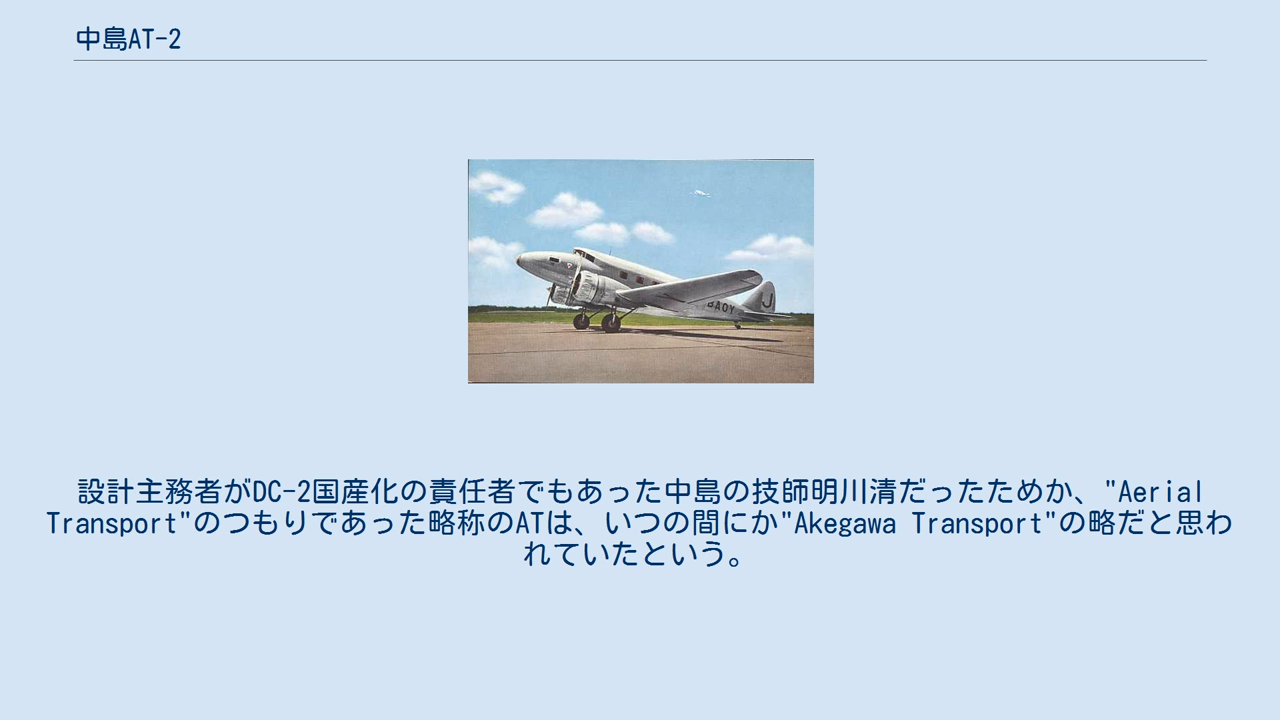 中島AT-2
BAOY
J
設計主務者がDC-2国産化の責任者でもあった中島の技師明川清だったためか、"Aerial
Transport"のつもりであった略称のATは、いつの間にか"Akegawa Transport"の略だと思わ
れていたという。